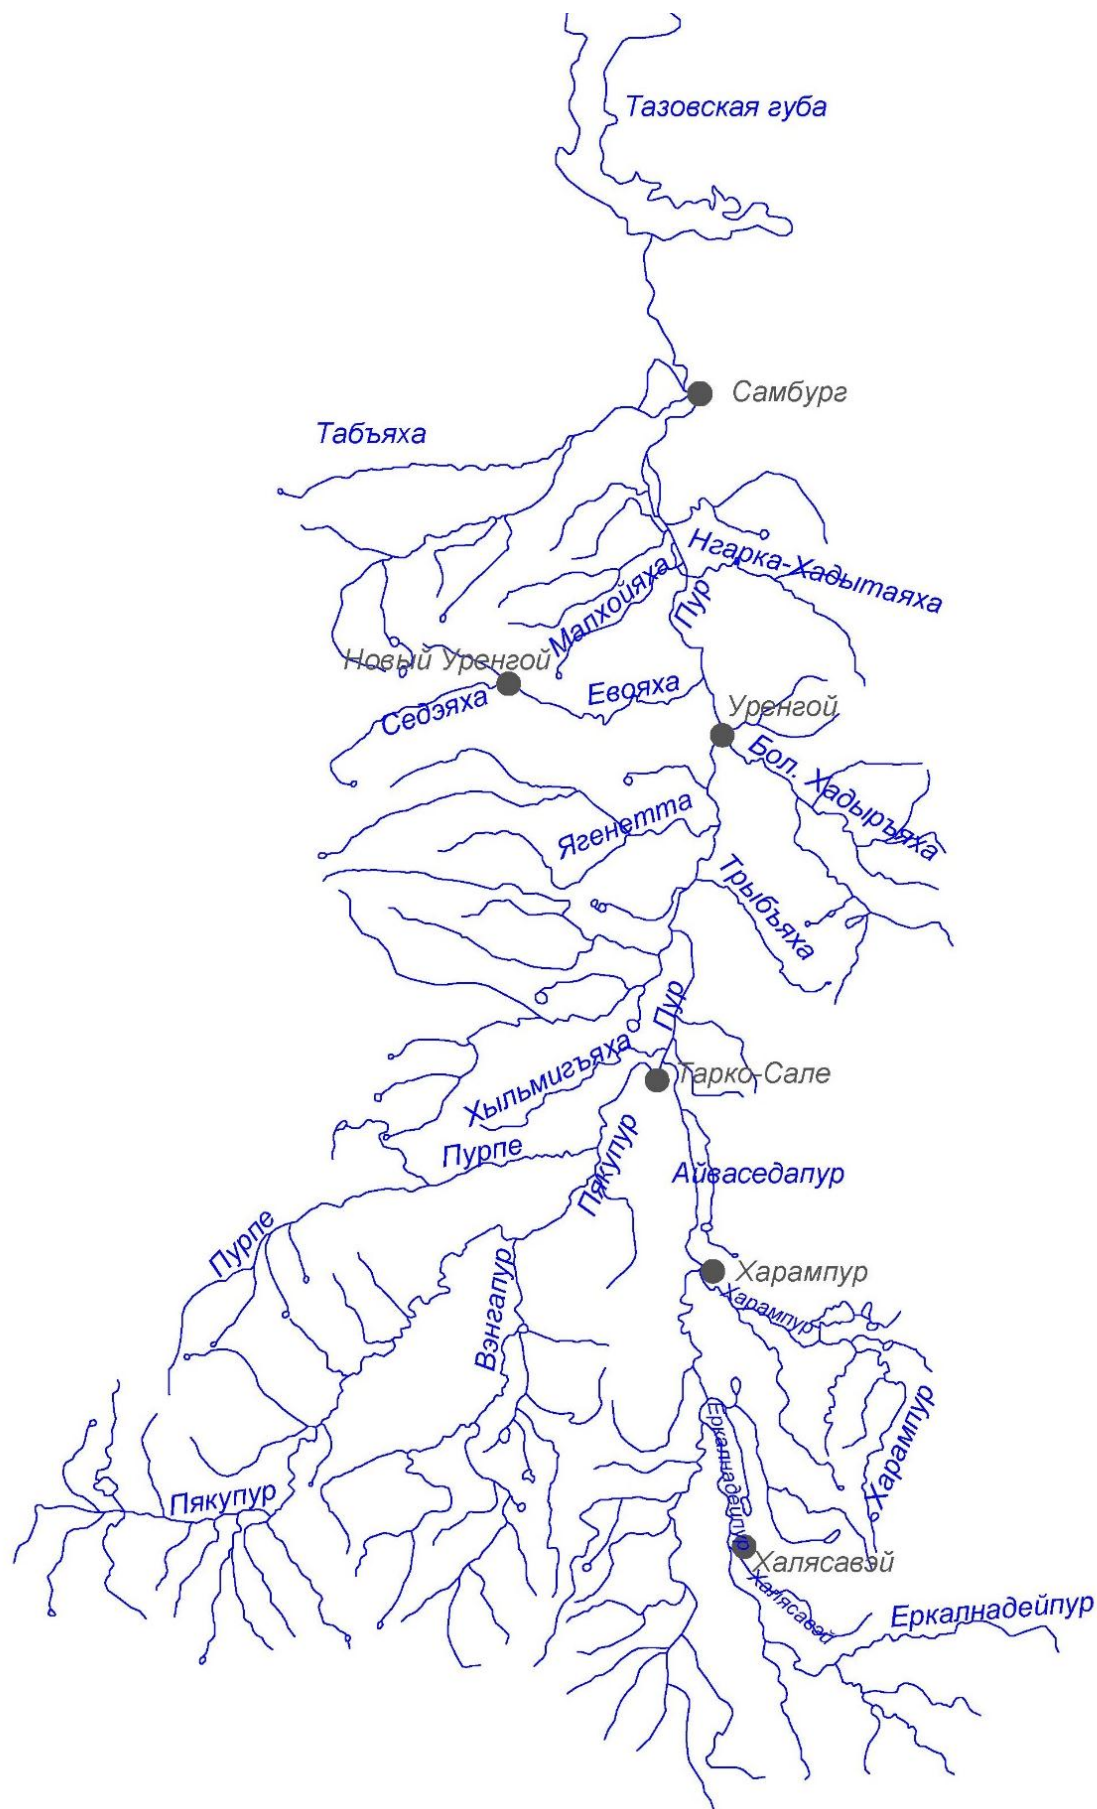 Тазовская губа
Самбург
Табъяха
Нгарка-Хадытаяха
Мапхойяха
Пур
Новый Уренгой
Евояха
Седэяха
Уренгой
Бол. Хадыръяха
Ягенетта
Трыбъяха
Пур
Хыльмигъяха
Тарко-Сале
Пурпе
Пякупур
Айваседапур
Пурпе
Вэнгапур
Харампур
Харампур
Харампур
Еркалнадейпур
Пякупур
Халясавэй
Халясавэй
Еркалнадейпур